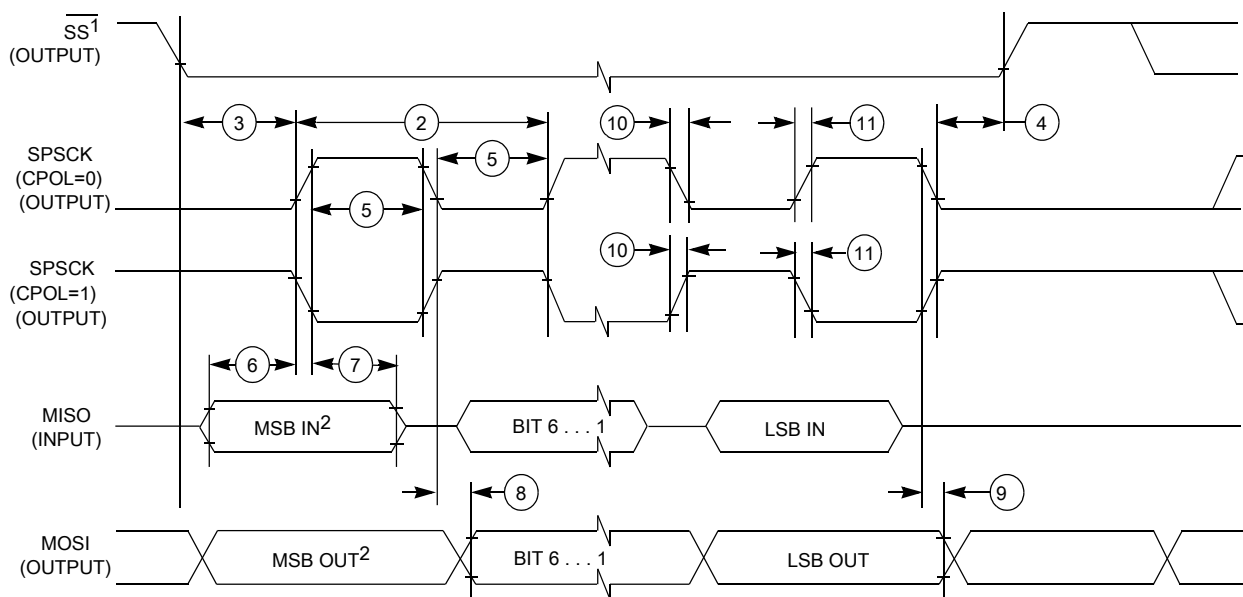 SS¹
(OUTPUT)
3
2
10
11
4
SPSCK
(CPOL=0)
(OUTPUT)
5
5
SPSCK
(CPOL=1)
(OUTPUT)
10
11
6
7
MISO
(INPUT)
MSB IN²
BIT 6 . . . 1
LSB IN
8
9
MOSI
(OUTPUT)
MSB OUT²
BIT 6 . . . 1
LSB OUT